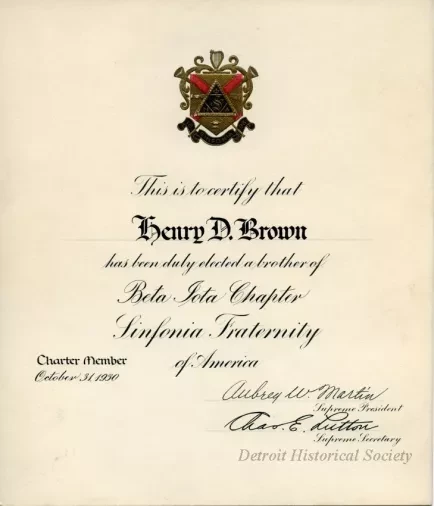 This is to certify that
Henry D. Brown
has been duly elected a brother of
Beta Iota Chapter
Sinfonia Fraternity
of America
Charter Member
October 31 1930
Aubrey W. Martin
Supreme President
Chas. E. Lutton
Supreme Secretary
Detroit Historical Society